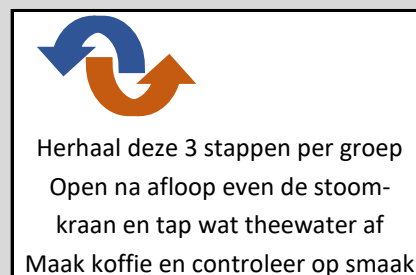 Herhaal deze 3 stappen per groep
Open na afloop even de stoom-
kraan en tap wat theewater af
Maak koffie en controleer op smaak